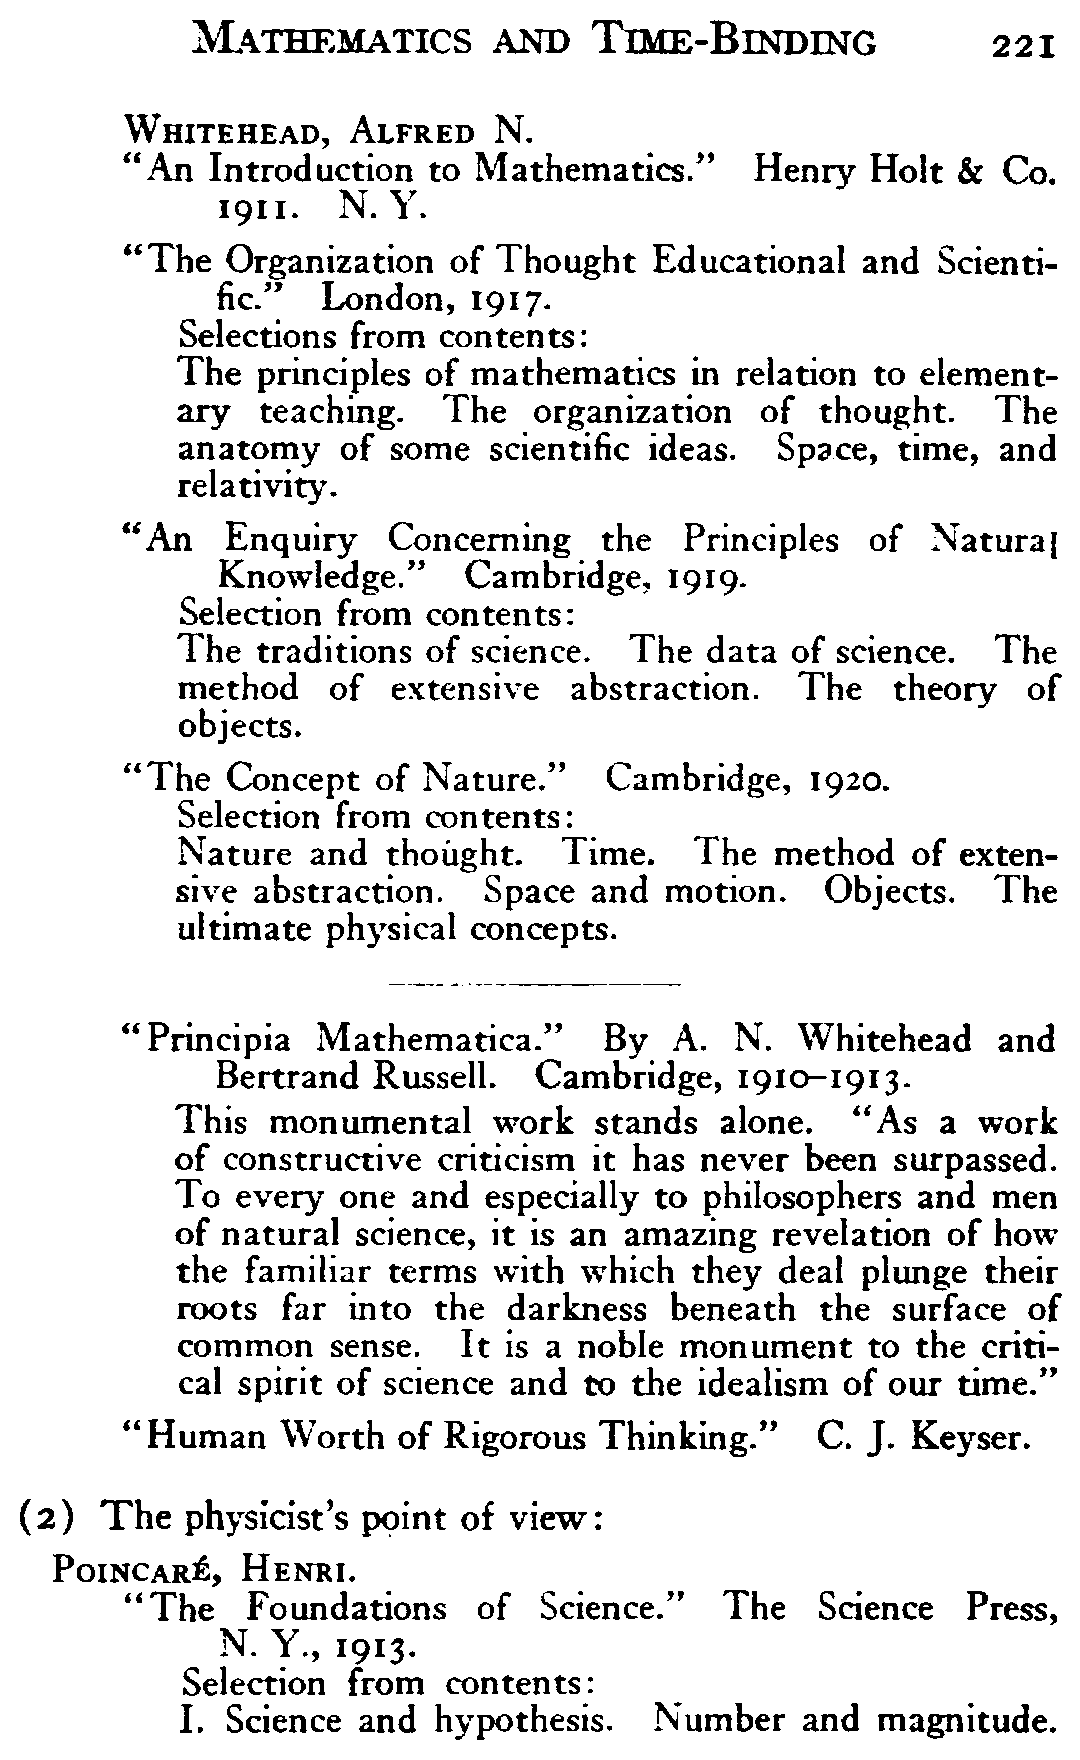 MATHEMATICS AND TIME-BINDING 221
WHITEHEAD, ALFRED N.
“An Introduction to Mathematics.” Henry Holt & Co.
1911. N. Y.
“The Organization of Thought Educational and Scienti-
fic.” London, 1917.
Selections from contents:
The principles of mathematics in relation to element-
ary teaching. The organization of thought. The
anatomy of some scientific ideas. Space, time, and
relativity.
“An Enquiry Concerning the Principles of Natural
Knowledge.” Cambridge, 1919.
Selection from contents:
The traditions of science. The data of science. The
method of extensive abstraction. The theory of
objects.
“The Concept of Nature.” Cambridge, 1920.
Selection from contents:
Nature and thought. Time. The method of exten-
sive abstraction. Space and motion. Objects. The
ultimate physical concepts.
“Principia Mathematica.” By A. N. Whitehead and
Bertrand Russell. Cambridge, 1910–1913.
This monumental work stands alone. “As a work
of constructive criticism it has never been surpassed.
To every one and especially to philosophers and men
of natural science, it is an amazing revelation of how
the familiar terms with which they deal plunge their
roots far into the darkness beneath the surface of
common sense. It is a noble monument to the criti-
cal spirit of science and to the idealism of our time.”
“Human Worth of Rigorous Thinking.” C. J. Keyser.
(2) The physicist’s point of view:
POINCARÉ, HENRI.
“The Foundations of Science.” The Science Press,
N. Y., 1913.
Selection from contents:
I. Science and hypothesis. Number and magnitude.